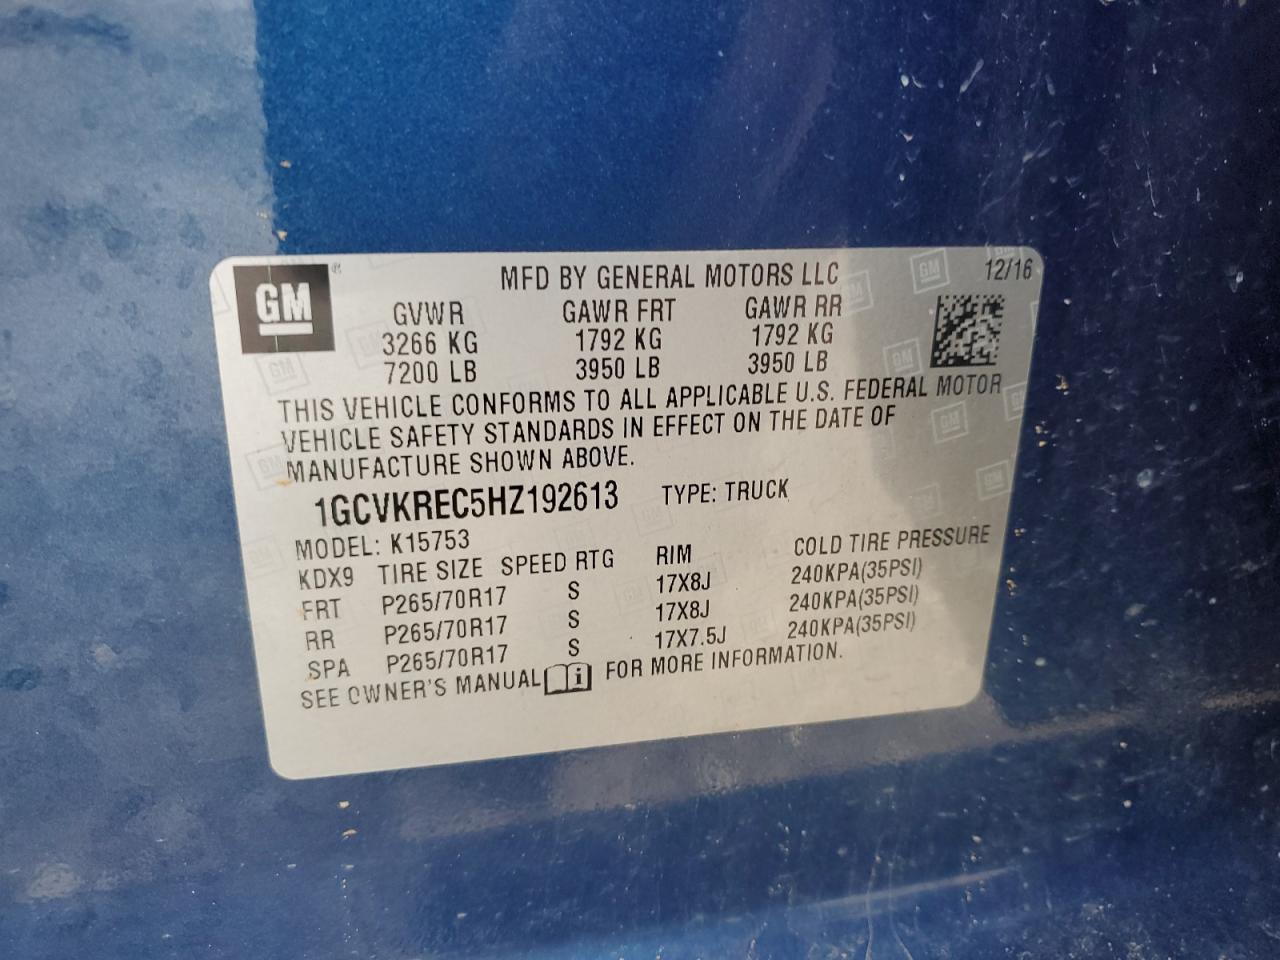 GM ®
MFD BY GENERAL MOTORS LLC 12/16
GVWR GAWR FRT GAWR RR
3266 KG 1792 KG 1792 KG
7200 LB 3950 LB 3950 LB
THIS VEHICLE CONFORMS TO ALL APPLICABLE U.S. FEDERAL MOTOR
VEHICLE SAFETY STANDARDS IN EFFECT ON THE DATE OF
MANUFACTURE SHOWN ABOVE.
1GCVKREC5HZ192613 TYPE: TRUCK
MODEL: K15753
KDX9 TIRE SIZE SPEED RTG RIM COLD TIRE PRESSURE
FRT P265/70R17 S 17X8J 240KPA(35PSI)
RR P265/70R17 S 17X8J 240KPA(35PSI)
SPA P265/70R17 S 17X7.5J 240KPA(35PSI)
SEE OWNER'S MANUAL i FOR MORE INFORMATION.